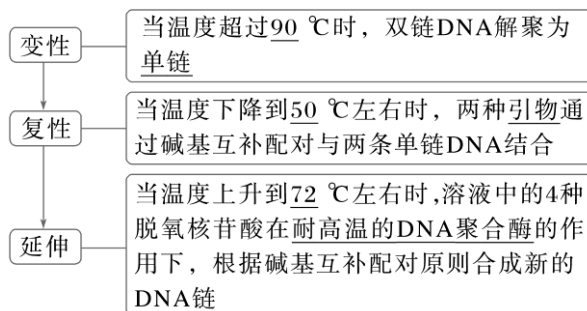 变性
当温度超过90 ℃时，双链DNA解聚为
单链
复性
当温度下降到50 ℃左右时，两种引物通
过碱基互补配对与两条单链DNA结合
延伸
当温度上升到72 ℃左右时,溶液中的4种
脱氧核苷酸在耐高温的DNA聚合酶的作
用下，根据碱基互补配对原则合成新的
DNA链